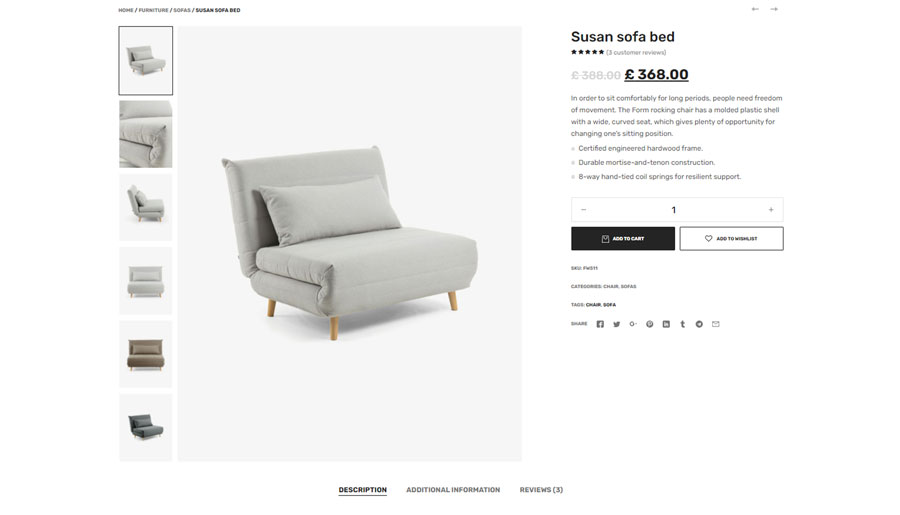 HOME / FURNITURE / SOFAS / SUSAN SOFA BED
Susan sofa bed
(3 customer reviews)
£ 388.00 £ 368.00
In order to sit comfortably for long periods, people need freedom
of movement. The Form rocking chair has a molded plastic shell
with a wide, curved seat, which gives plenty of opportunity for
changing one's sitting position.
Certified engineered hardwood frame.
Durable mortise-and-tenon construction.
8-way hand-tied coil springs for resilient support.
− 1 +
ADD TO CART
ADD TO WISHLIST
SKU: FW511
CATEGORIES: CHAIR, SOFAS
TAGS: CHAIR, SOFA
SHARE
DESCRIPTION ADDITIONAL INFORMATION REVIEWS (3)